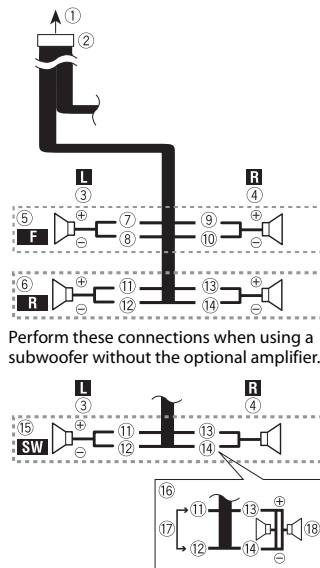 ①
②
L R
③ ④
⑤ ⊕ ⑦ ⑨ ⊕
F ⊖ ⑧ ⑩ ⊖
⑥ ⊕ ⑪ ⑬ ⊕
R ⊖ ⑫ ⑭ ⊖
Perform these connections when using a
subwoofer without the optional amplifier.
L R
③ ④
⑮ ⊕ ⑪ ⑬ ⊕
SW ⊖ ⑫ ⑭ ⊖
⑯
⑪ ⑬ ⊕
⑰ ⑱
⑫ ⑭ ⊖